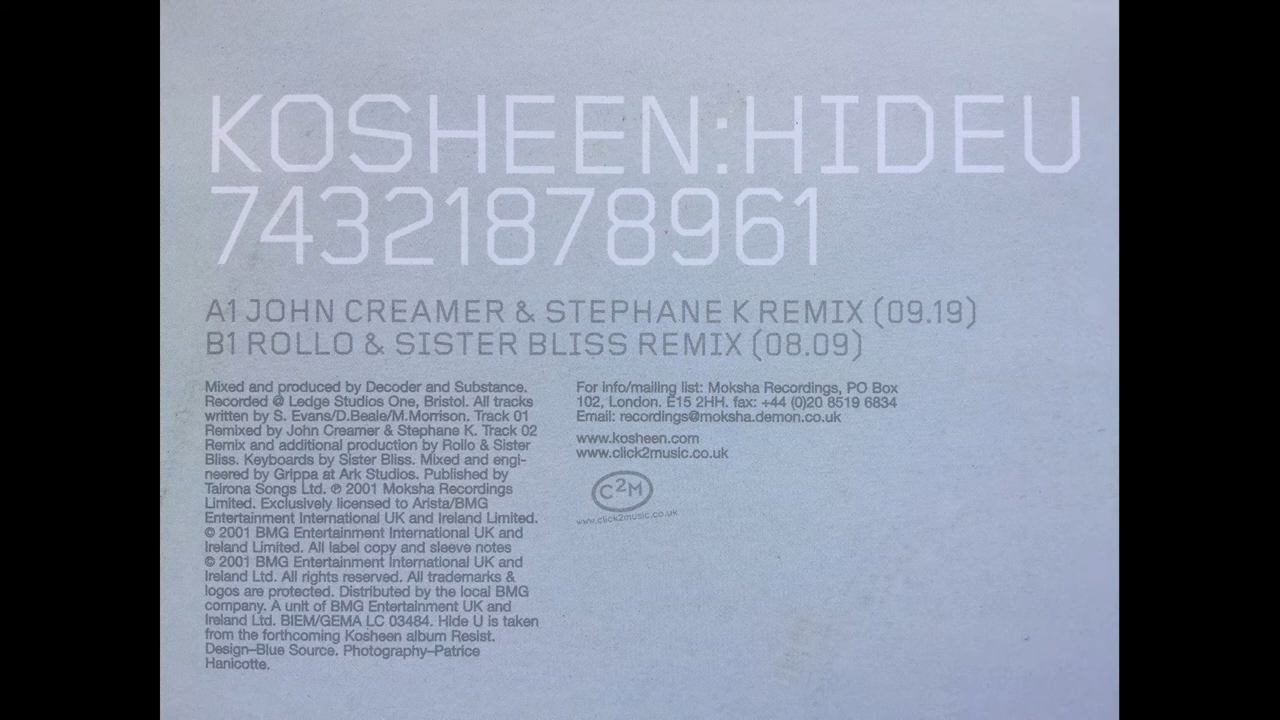 KOSHEEN:HIDEU
74321878961
A1 JOHN CREAMER & STEPHANE K REMIX (09.19)
B1 ROLLO & SISTER BLISS REMIX (08.09)
Mixed and produced by Decoder and Substance.
Recorded @ Ledge Studios One, Bristol. All tracks
written by S. Evans/D.Beale/M.Morrison. Track 01
Remixed by John Creamer & Stephane K. Track 02
Remix and additional production by Rollo & Sister
Bliss. Keyboards by Sister Bliss. Mixed and engi-
neered by Grippa at Ark Studios. Published by
Tairona Songs Ltd. ℗ 2001 Moksha Recordings
Limited. Exclusively licensed to Arista/BMG
Entertainment International UK and Ireland Limited.
© 2001 BMG Entertainment International UK and
Ireland Limited. All label copy and sleeve notes
© 2001 BMG Entertainment International UK and
Ireland Ltd. All rights reserved. All trademarks &
logos are protected. Distributed by the local BMG
company. A unit of BMG Entertainment UK and
Ireland Ltd. BIEM/GEMA LC 03484. Hide U is taken
from the forthcoming Kosheen album Resist.
Design–Blue Source. Photography–Patrice
Hanicotte.
For info/mailing list: Moksha Recordings, PO Box
102, London. E15 2HH. fax: +44 (0)20 8519 6834
Email: recordings@moksha.demon.co.uk
www.kosheen.com
www.click2music.co.uk
C2M
www.click2music.co.uk